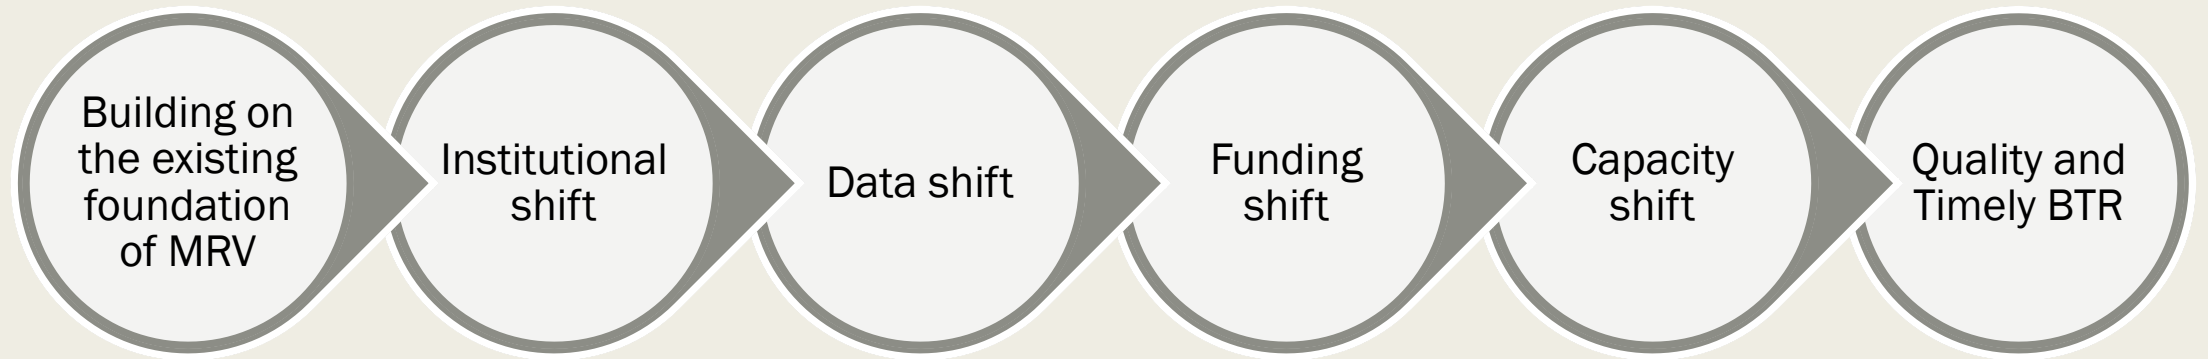 Building on
the existing
foundation
of MRV
Institutional
shift
Data shift
Funding
shift
Capacity
shift
Quality and
Timely BTR